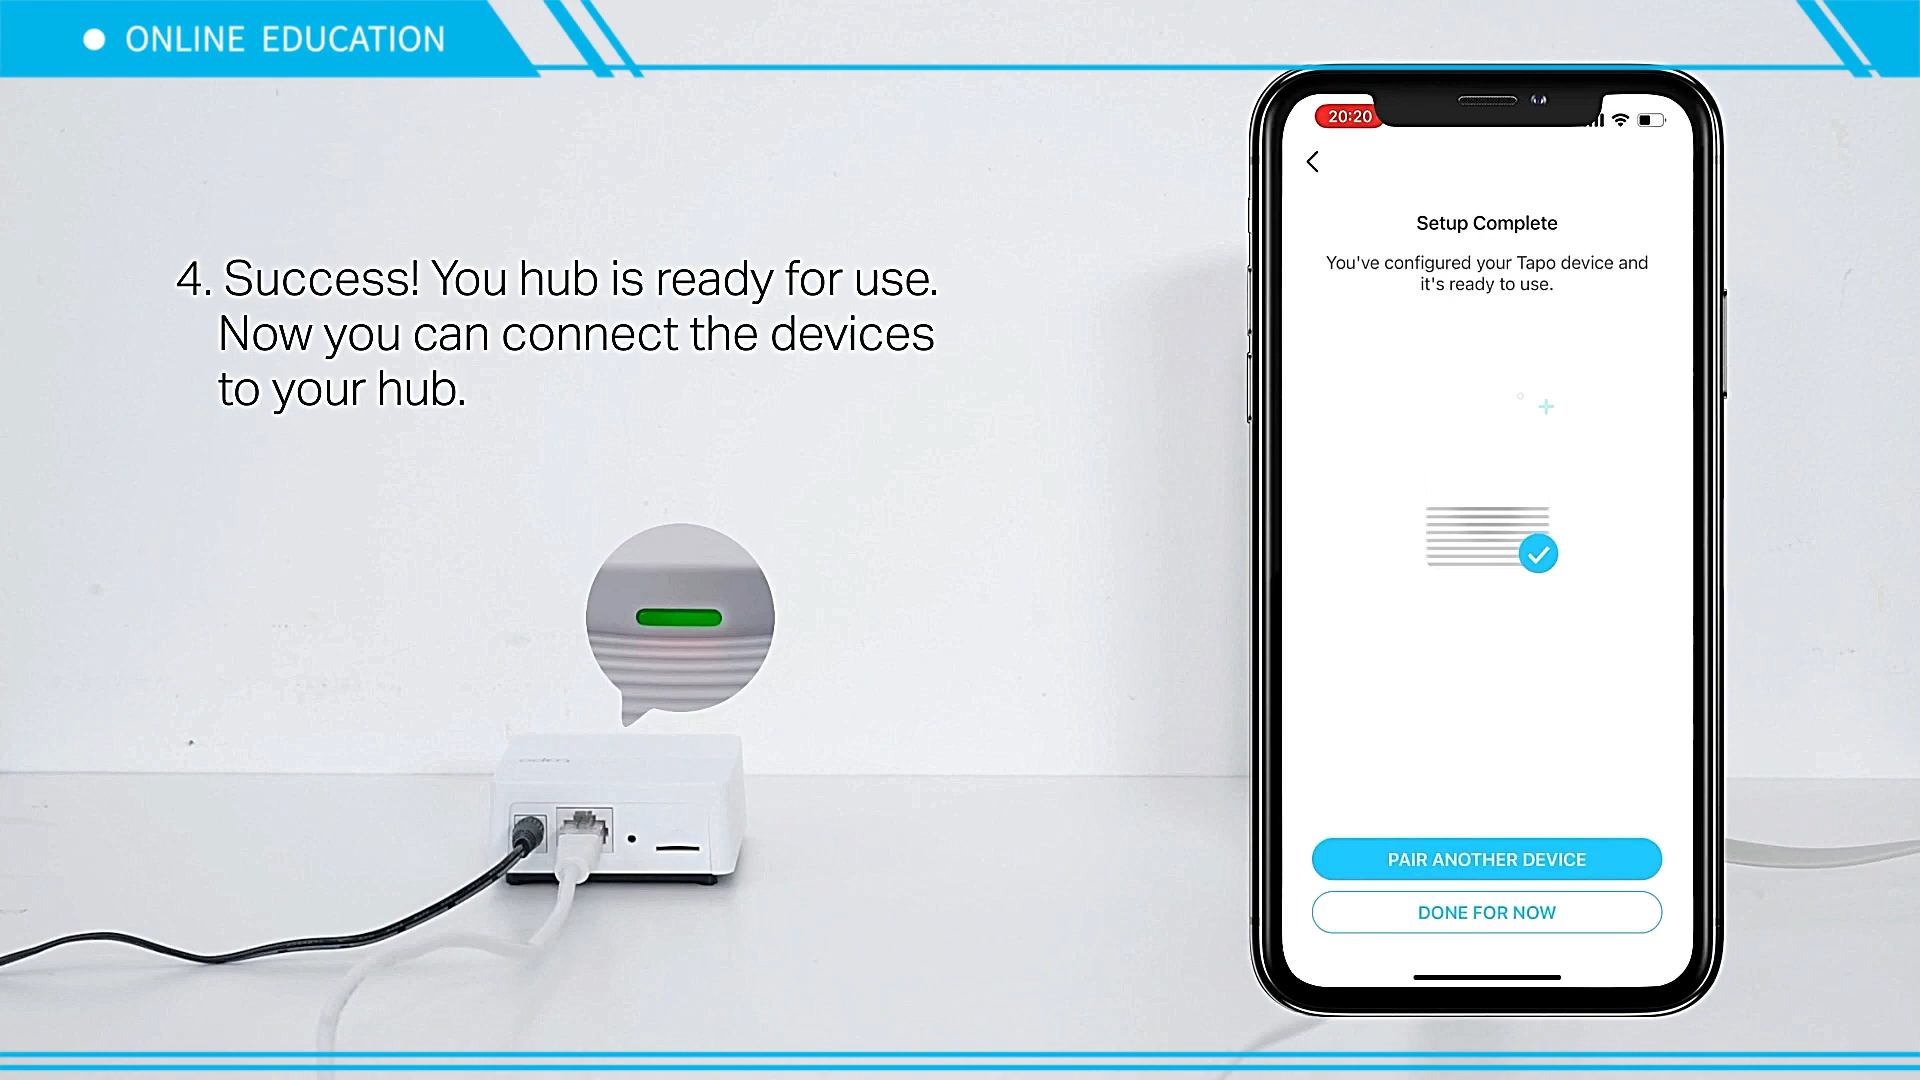 ONLINE EDUCATION
4. Success! You hub is ready for use.
Now you can connect the devices
to your hub.
20:20
Setup Complete
You've configured your Tapo device and
it's ready to use.
PAIR ANOTHER DEVICE
DONE FOR NOW
tapo